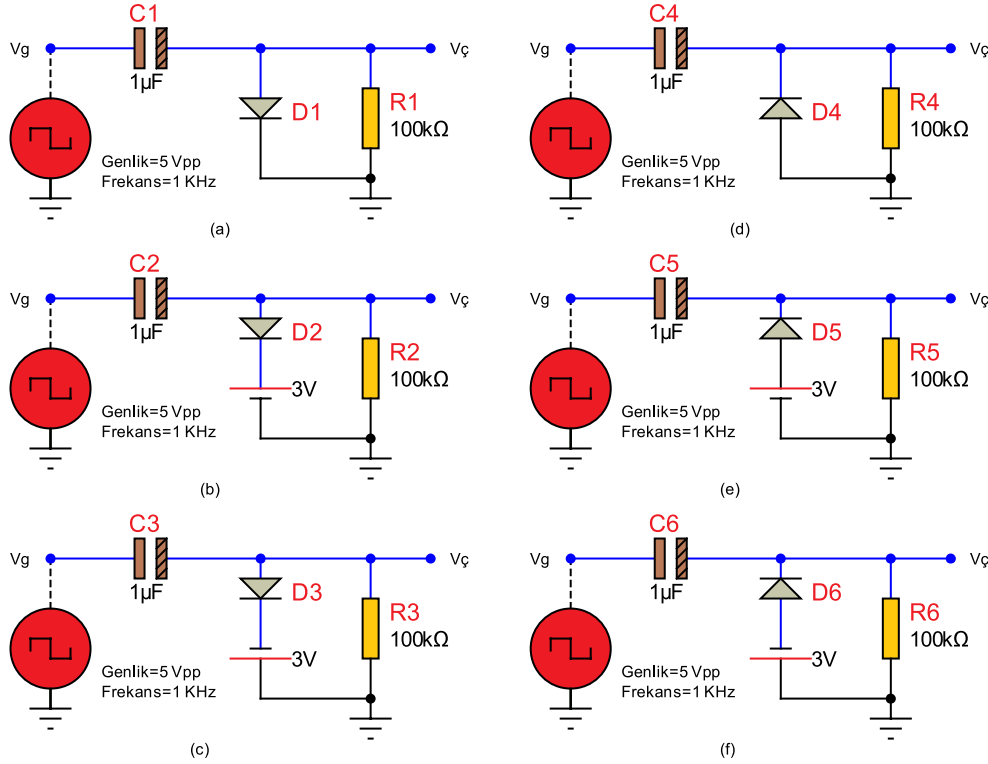 C1
Vg
Vç
1µF
D1
R1
100kΩ
Genlik=5 Vpp
Frekans=1 KHz
(a)
C4
Vg
Vç
1µF
D4
R4
100kΩ
Genlik=5 Vpp
Frekans=1 KHz
(d)
C2
Vg
Vç
1µF
D2
R2
100kΩ
3V
Genlik=5 Vpp
Frekans=1 KHz
(b)
C5
Vg
Vç
1µF
D5
R5
100kΩ
3V
Genlik=5 Vpp
Frekans=1 KHz
(e)
C3
Vg
Vç
1µF
D3
R3
100kΩ
3V
Genlik=5 Vpp
Frekans=1 KHz
(c)
C6
Vg
Vç
1µF
D6
R6
100kΩ
3V
Genlik=5 Vpp
Frekans=1 KHz
(f)